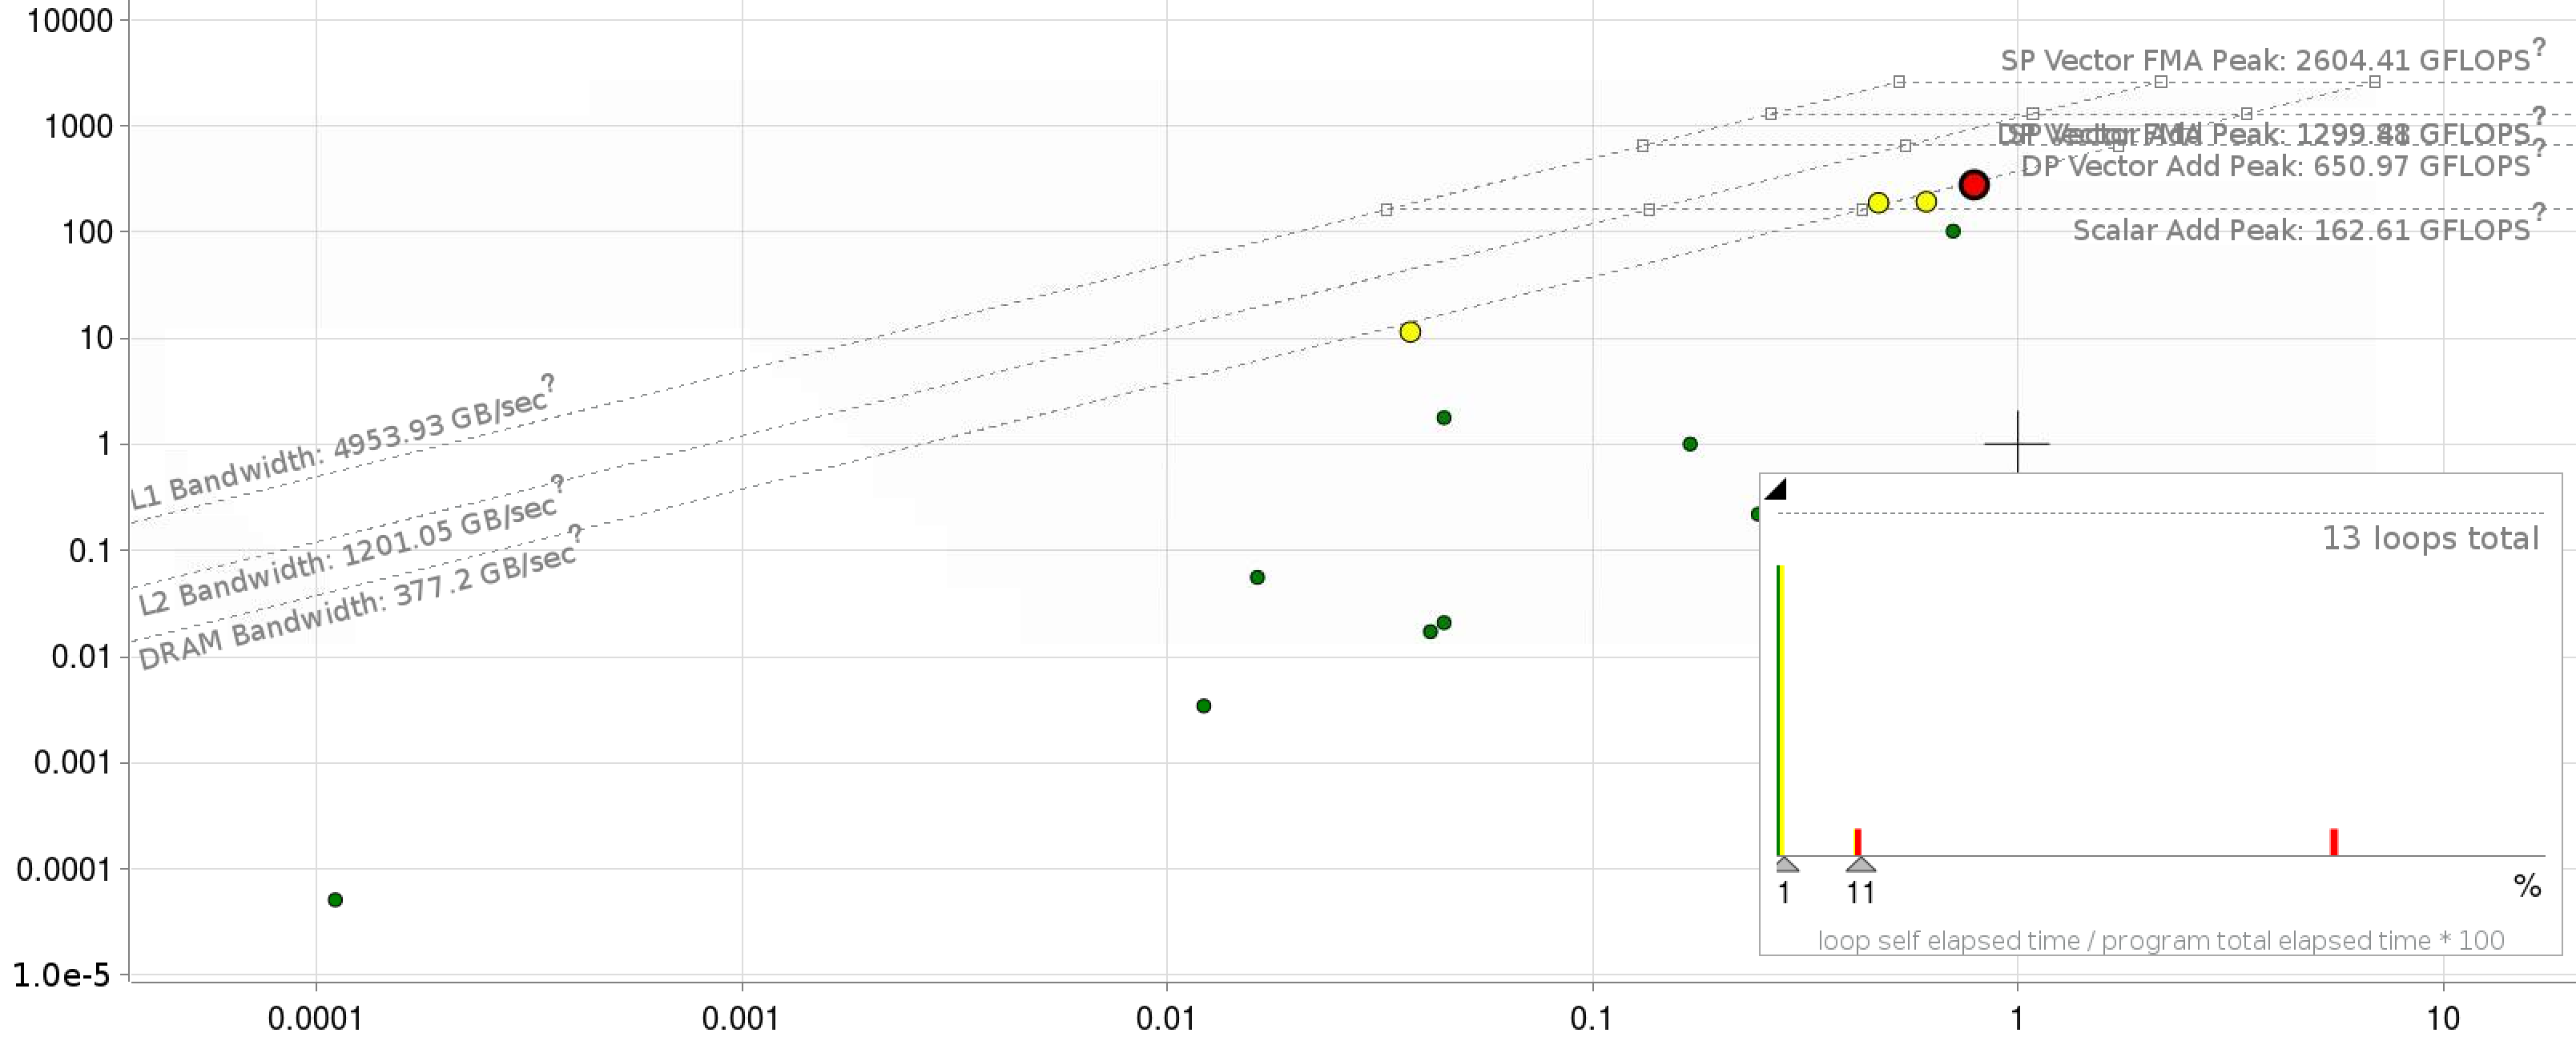 10000
1000
100
10
1
0.1
0.01
0.001
0.0001
1.0e-5
SP Vector FMA Peak: 2604.41 GFLOPS?
Peak: 1299.88 GFLOPS?
DP Vector Add Peak: 650.97 GFLOPS?
Scalar Add Peak: 162.61 GFLOPS?
L1 Bandwidth: 4953.93 GB/sec?
L2 Bandwidth: 1201.05 GB/sec?
DRAM Bandwidth: 377.2 GB/sec?
13 loops total
1 11 %
loop self elapsed time / program total elapsed time * 100
0.0001 0.001 0.01 0.1 1 10